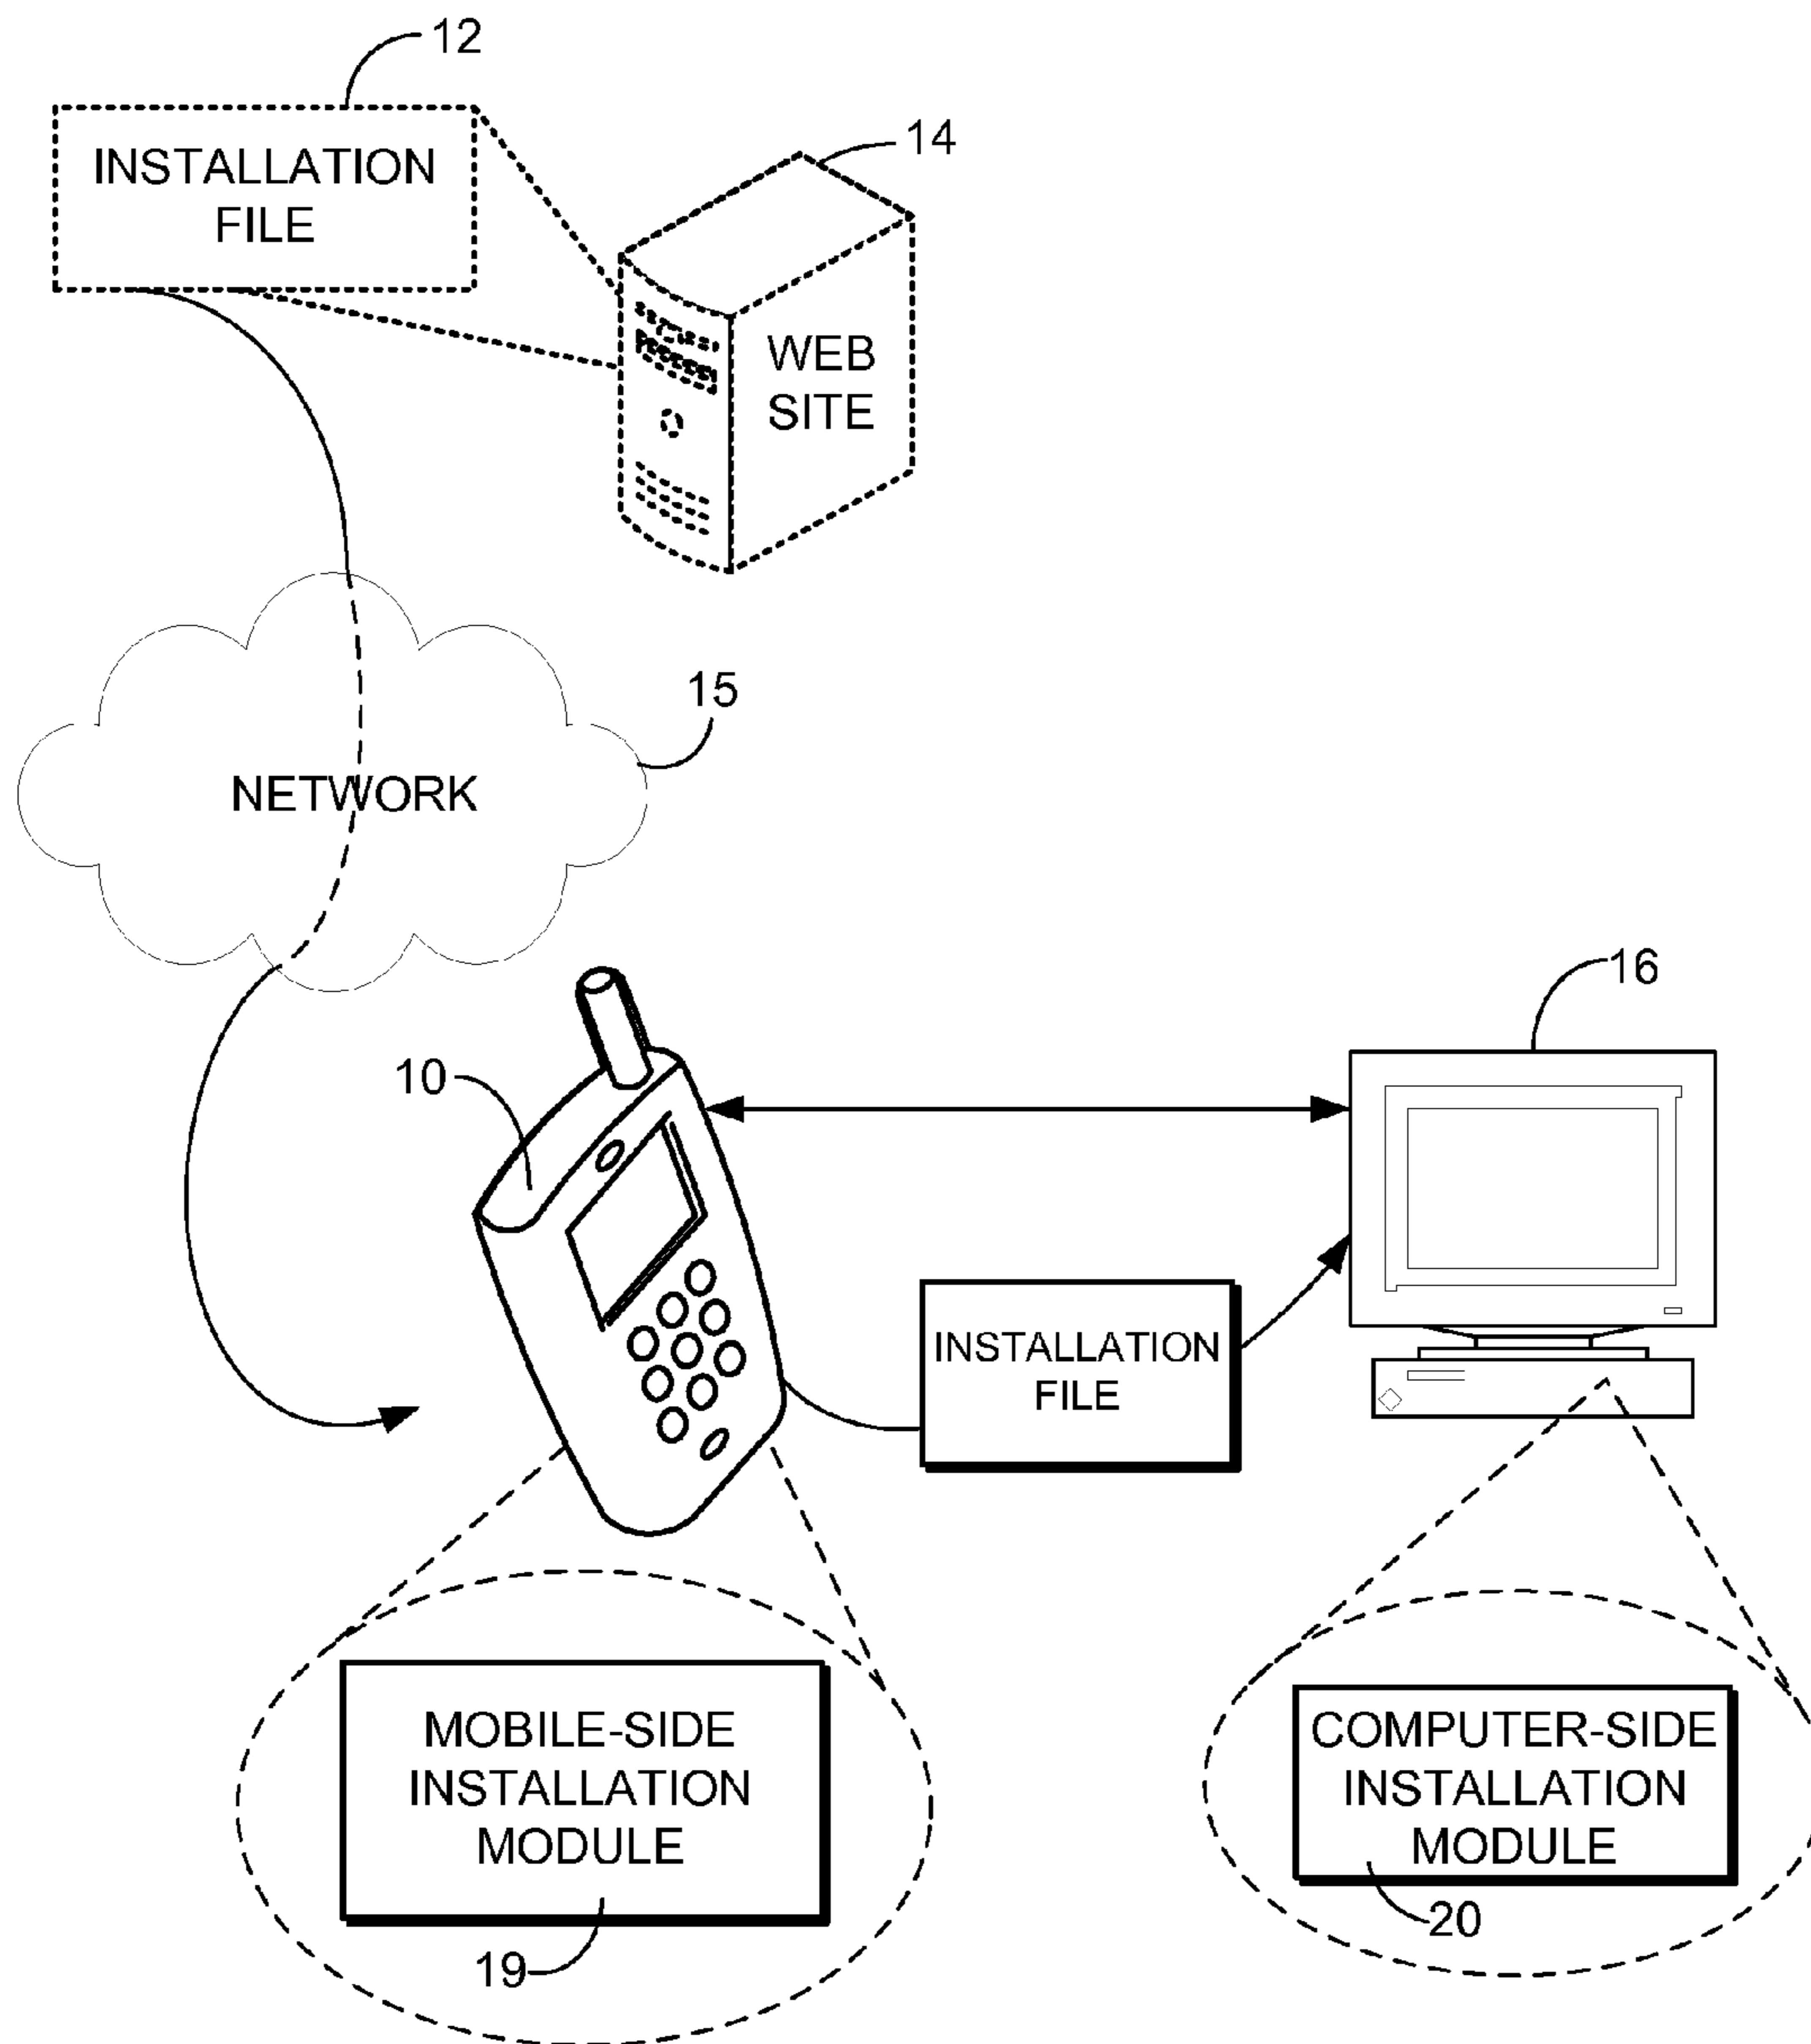 12
INSTALLATION
FILE
14
WEB
SITE
15
NETWORK
16
10
INSTALLATION
FILE
MOBILE-SIDE
INSTALLATION
MODULE
19
COMPUTER-SIDE
INSTALLATION
MODULE
20